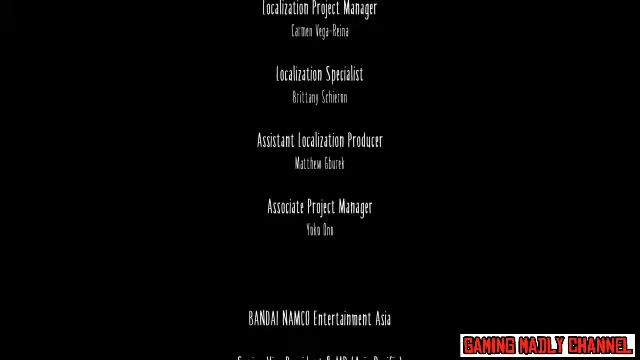 Localization Project Manager
Carmen Vega-Reina
Localization Specialist
Brittany Schieron
Assistant Localization Producer
Matthew Gburek
Associate Project Manager
Yoko Ono
BANDAI NAMCO Entertainment Asia
GAMING MADLY CHANNEL